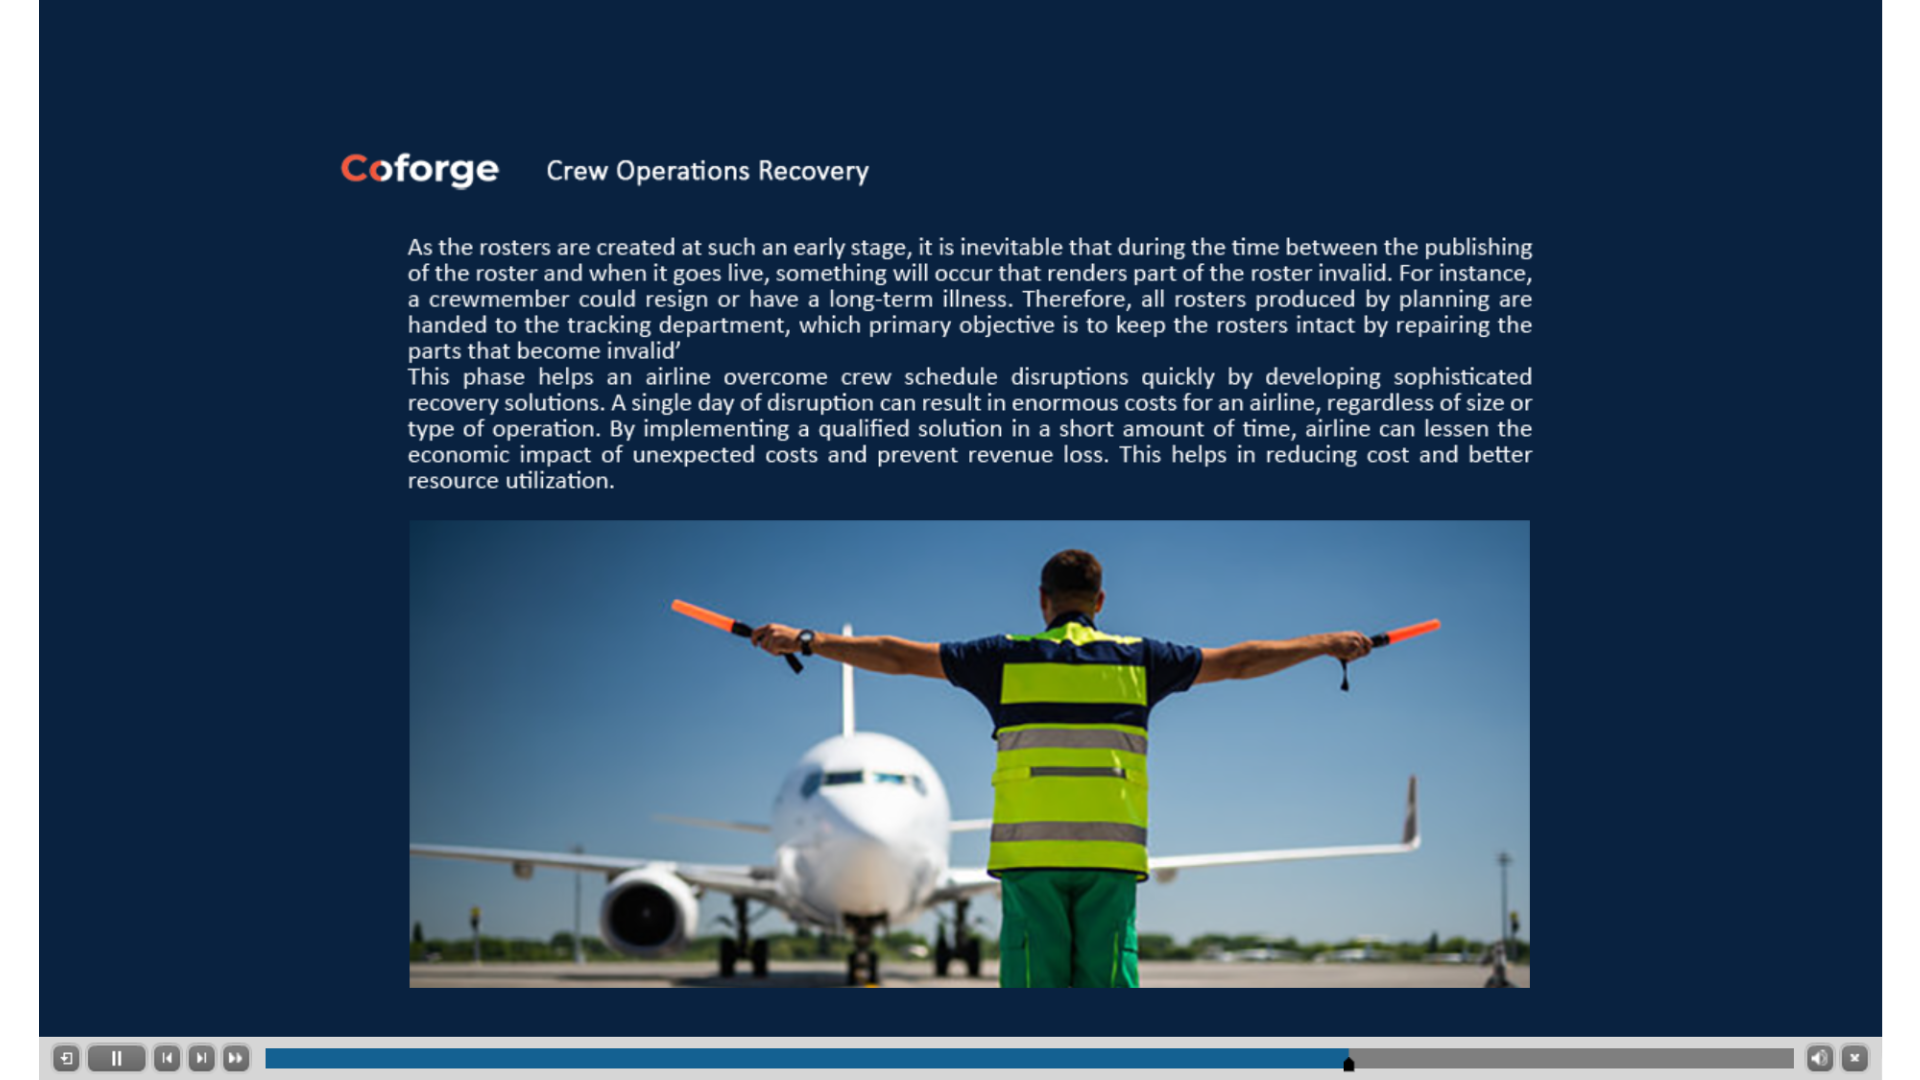 Coforge
Crew Operations Recovery
As the rosters are created at such an early stage, it is inevitable that during the time between the publishing
of the roster and when it goes live, something will occur that renders part of the roster invalid. For instance,
a crewmember could resign or have a long-term illness. Therefore, all rosters produced by planning are
handed to the tracking department, which primary objective is to keep the rosters intact by repairing the
parts that become invalid’
This phase helps an airline overcome crew schedule disruptions quickly by developing sophisticated
recovery solutions. A single day of disruption can result in enormous costs for an airline, regardless of size or
type of operation. By implementing a qualified solution in a short amount of time, airline can lessen the
economic impact of unexpected costs and prevent revenue loss. This helps in reducing cost and better
resource utilization.